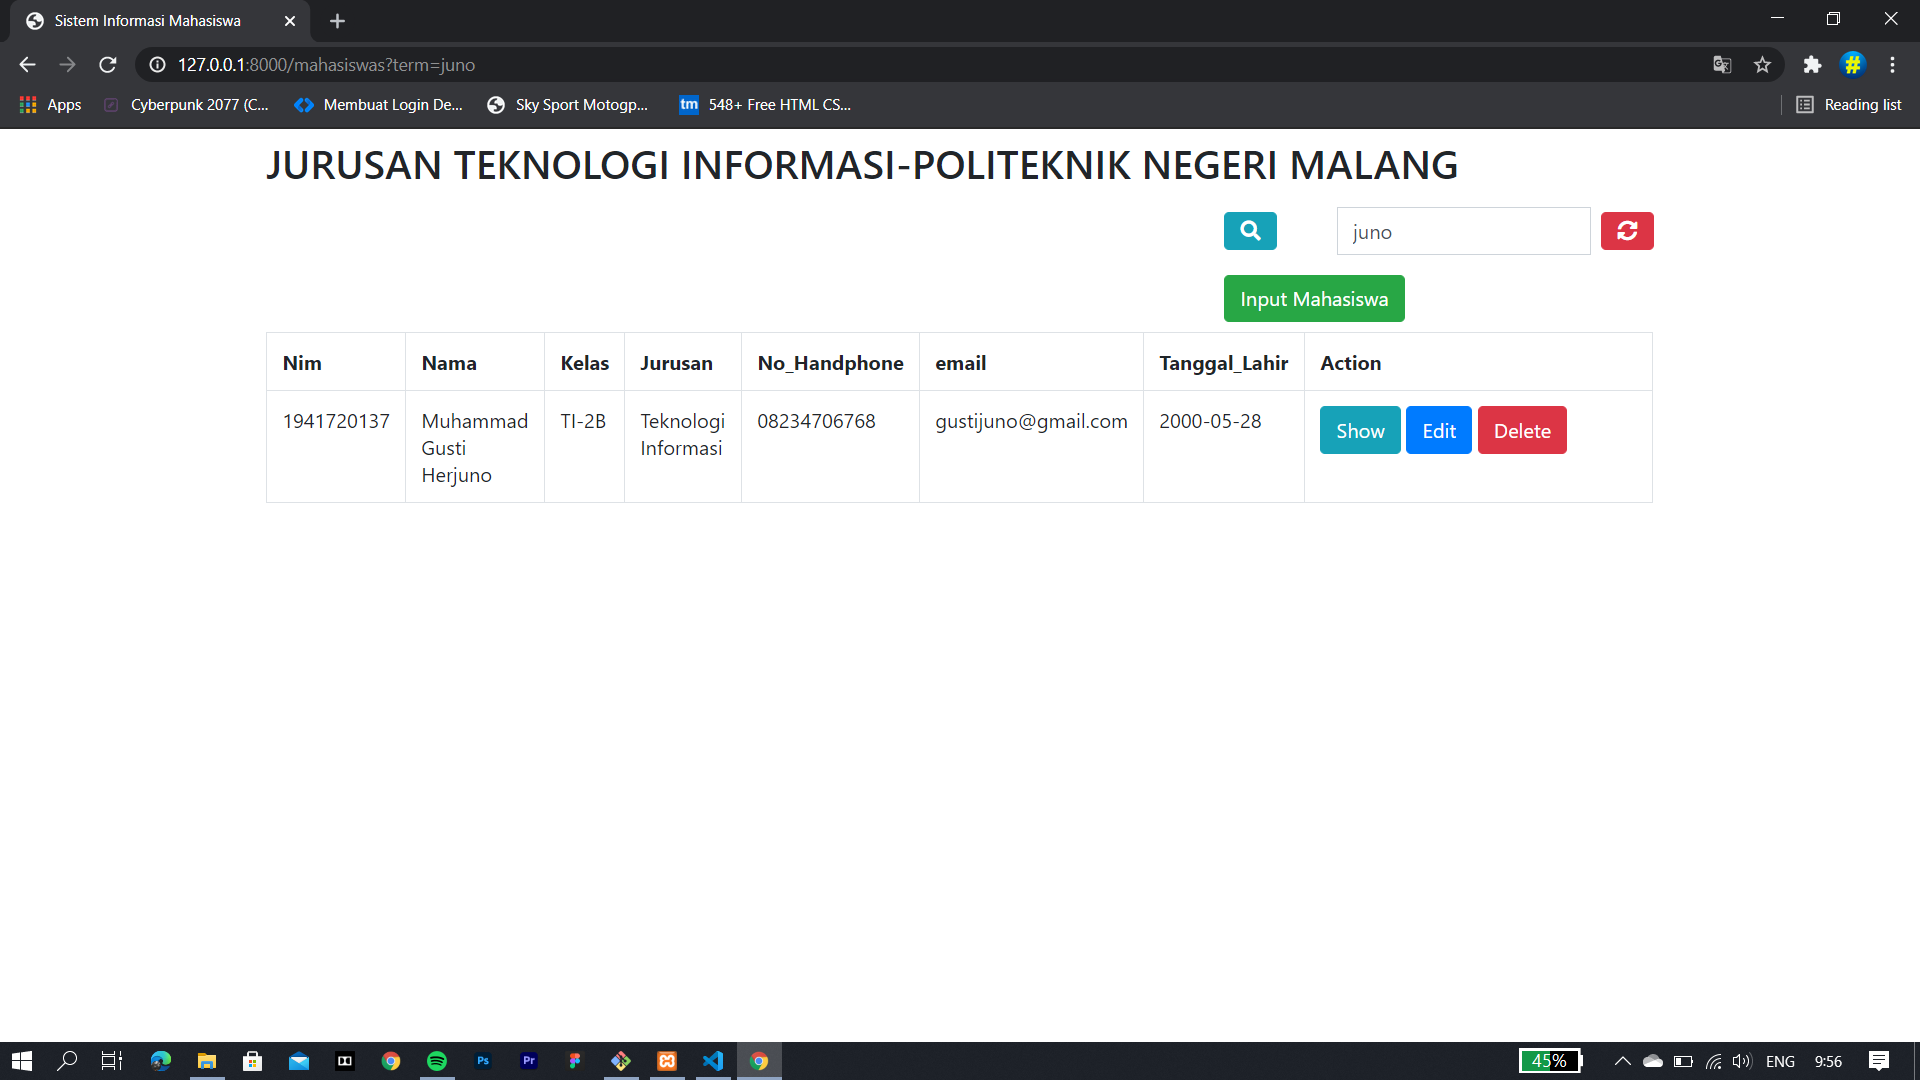 Sistem Informasi Mahasiswa
127.0.0.1:8000/mahasiswas?term=juno
Apps Cyberpunk 2077 (C... Membuat Login De... Sky Sport Motogp... tm 548+ Free HTML CS... Reading list
JURUSAN TEKNOLOGI INFORMASI-POLITEKNIK NEGERI MALANG
juno
Input Mahasiswa
Nim Nama Kelas Jurusan No_Handphone email Tanggal_Lahir Action
1941720137 Muhammad TI-2B Teknologi 08234706768 gustijuno@gmail.com 2000-05-28 Show Edit Delete
Gusti Informasi
Herjuno
Ps Pr 45% ENG 9:56